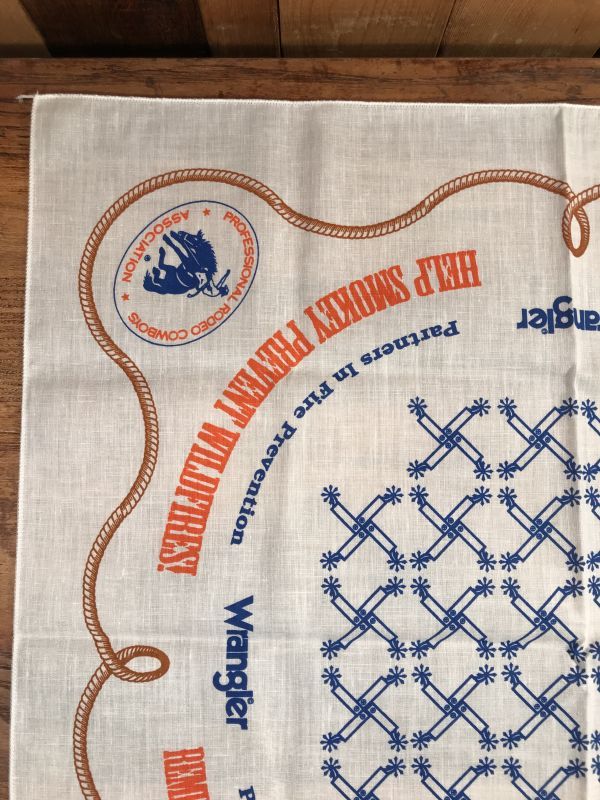 PROFESSIONAL RODEO COWBOYS
ASSOCIATION
HELP SMOKEY PREVENT WILDFIRES!
Partners In Fire Prevention
Wrangler
Wrangler